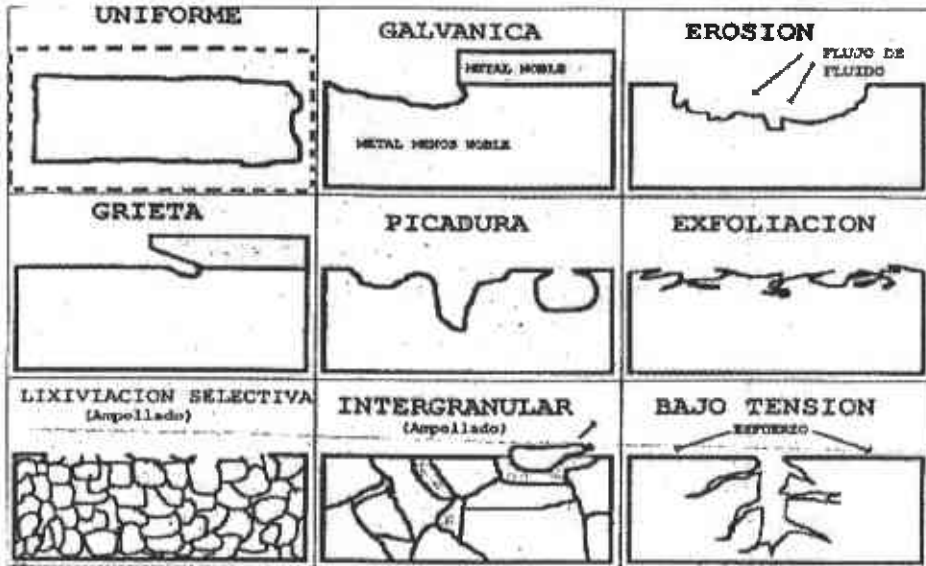 UNIFORME
GALVANICA
METAL NOBLE
METAL MENOS NOBLE
EROSION
FLUJO DE
FLUIDO
GRIETA
PICADURA
EXFOLIACION
LIXIVIACION SELECTIVA
(Ampollado)
INTERGRANULAR
(Ampollado)
BAJO TENSION
ESFUERZO